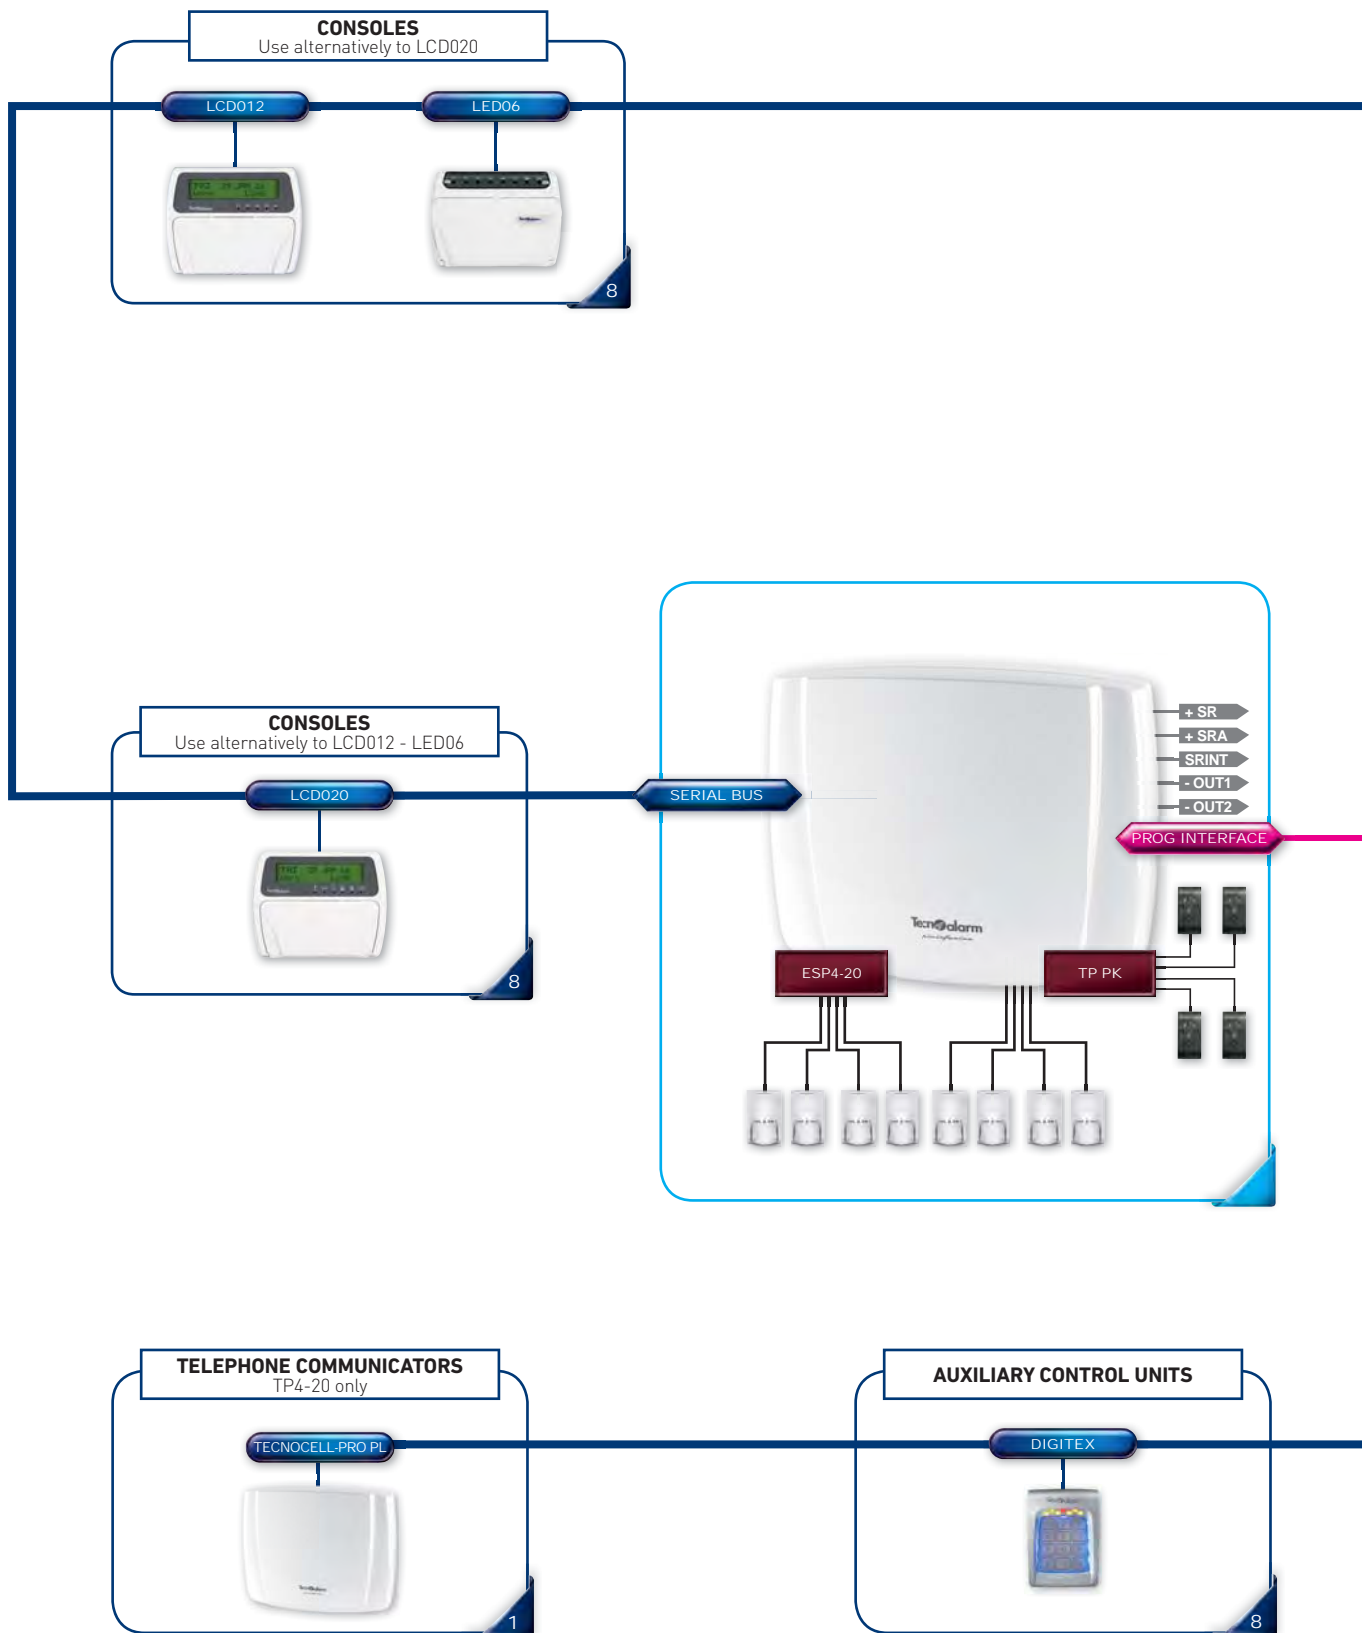 CONSOLES
Use alternatively to LCD020
LCD012
LED06
8
CONSOLES
Use alternatively to LCD012 - LED06
LCD020
8
SERIAL BUS
+ SR
+ SRA
SRINT
- OUT1
- OUT2
PROG INTERFACE
Tecnoalarm
ESP4-20
TP PK
TELEPHONE COMMUNICATORS
TP4-20 only
TECNOCELL-PRO PL
Tecnoalarm
1
AUXILIARY CONTROL UNITS
DIGITEX
Tecnoalarm
8